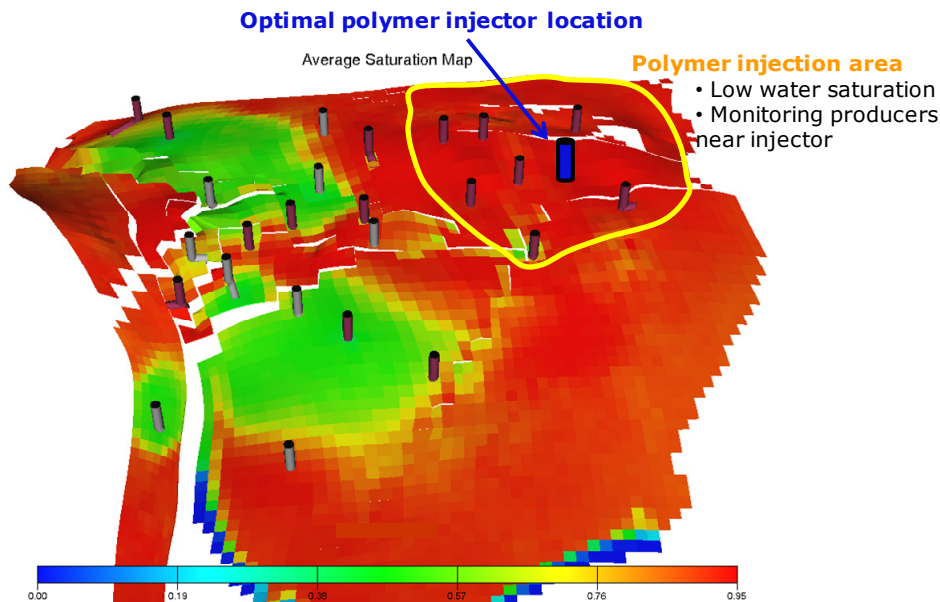 Optimal polymer injector location
Average Saturation Map
Polymer injection area
• Low water saturation
• Monitoring producers
near injector
0.00 0.19 0.38 0.57 0.76 0.95